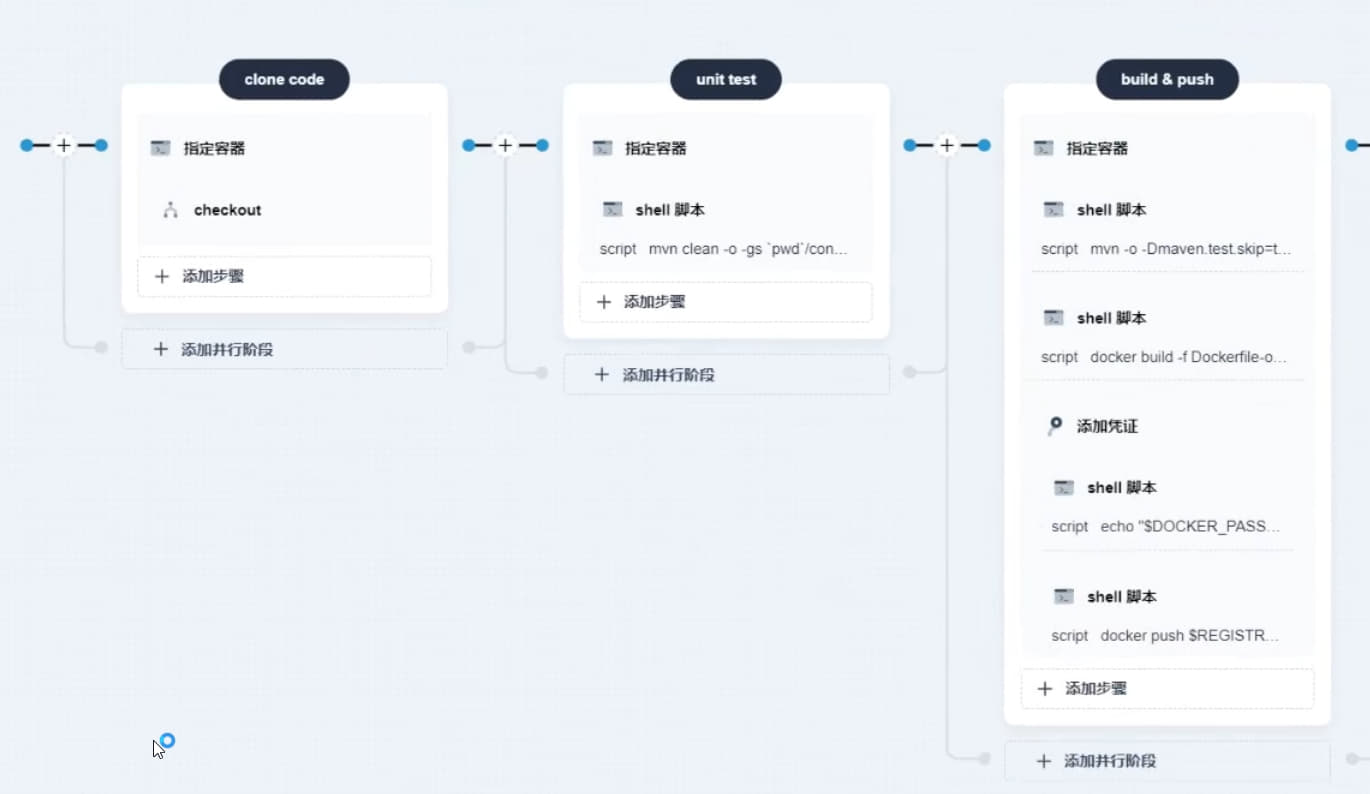 clone code
指定容器
checkout
添加步骤
添加并行阶段
unit test
指定容器
shell 脚本
script mvn clean -o -gs `pwd`/con...
添加步骤
添加并行阶段
build & push
指定容器
shell 脚本
script mvn -o -Dmaven.test.skip=t...
shell 脚本
script docker build -f Dockerfile-o...
添加凭证
shell 脚本
script echo "$DOCKER_PASS...
shell 脚本
script docker push $REGISTR...
添加步骤
添加并行阶段